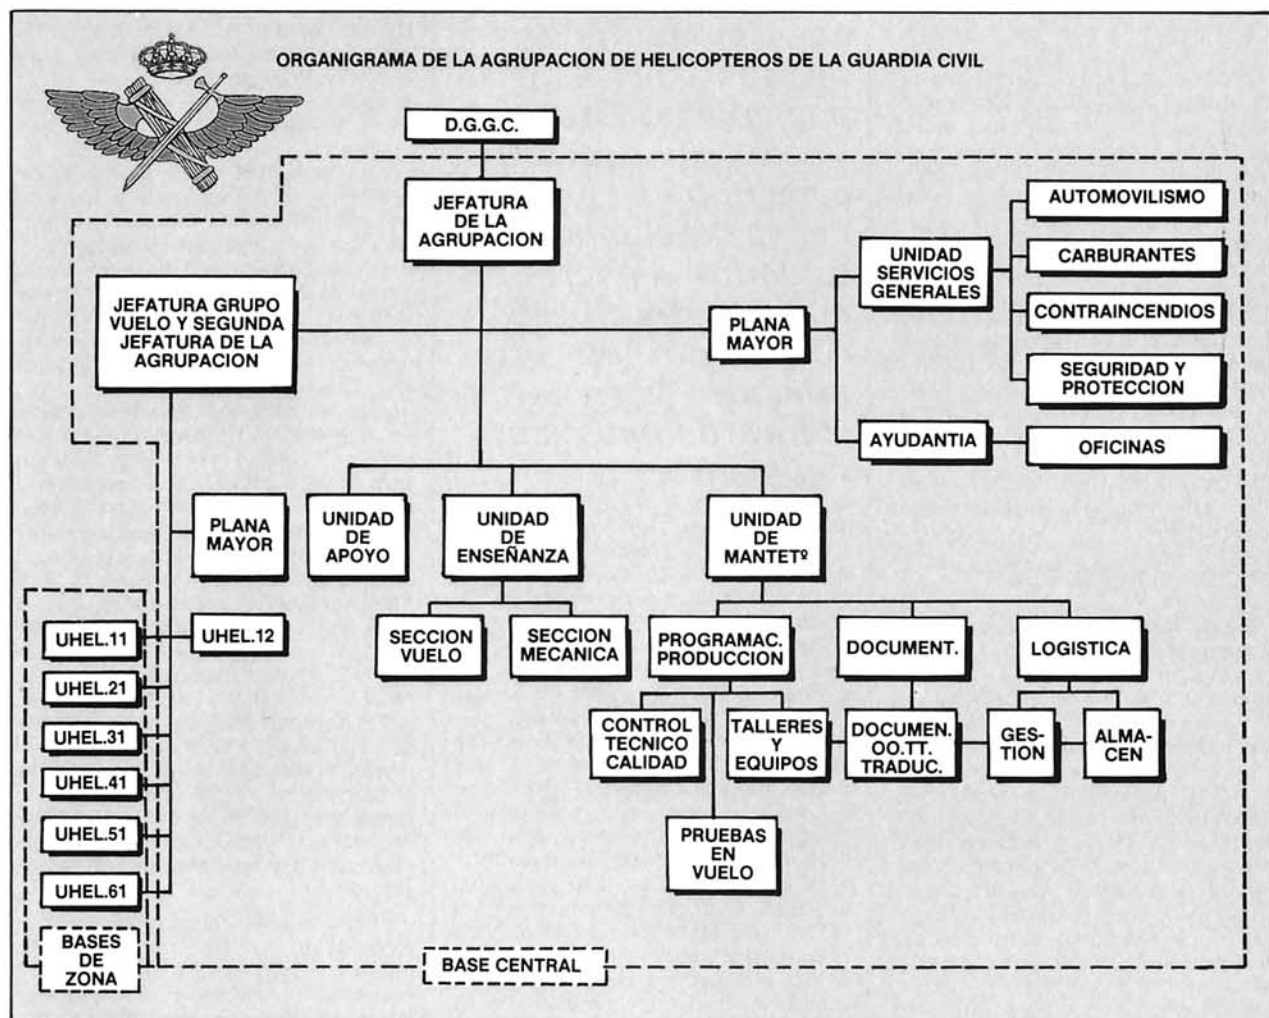 ORGANIGRAMA DE LA AGRUPACION DE HELICOPTEROS DE LA GUARDIA CIVIL
D.G.G.C.
JEFATURA
DE LA
AGRUPACION
JEFATURA GRUPO
VUELO Y SEGUNDA
JEFATURA DE LA
AGRUPACION
PLANA
MAYOR
UNIDAD
SERVICIOS
GENERALES
AUTOMOVILISMO
CARBURANTES
CONTRAINCENDIOS
SEGURIDAD Y
PROTECCION
AYUDANTIA
OFICINAS
PLANA
MAYOR
UNIDAD
DE
APOYO
UNIDAD
DE
ENSEÑANZA
UNIDAD
DE
MANTETº
UHEL.11
UHEL.12
UHEL.21
UHEL.31
UHEL.41
UHEL.51
UHEL.61
SECCION
VUELO
SECCION
MECANICA
PROGRAMAC.
PRODUCCION
DOCUMENT.
LOGISTICA
CONTROL
TECNICO
CALIDAD
TALLERES
Y
EQUIPOS
DOCUMEN.
OO.TT.
TRADUC.
GES-
TION
ALMA-
CEN
PRUEBAS
EN
VUELO
BASES
DE
ZONA
BASE CENTRAL